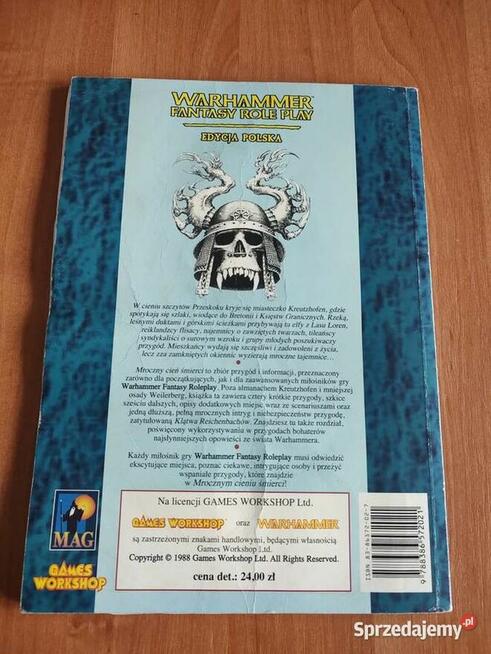 WARHAMMER
FANTASY ROLE PLAY
EDYCJA POLSKA
W cieniu szczytów Przeskoku kryje się miasteczko Kreutzhofen, gdzie
spotykają się szlaki, wiodące do Bretonii i Księstw Granicznych. Rzeką,
leśnymi duktami i górskimi ścieżkami przybywają tu elfy z Lasu Loren,
reiklandzcy flisacy, najemnicy o zawziętych twarzach, tileańscy
syndykaliści o surowym wzroku i grupy młodych poszukiwaczy
przygód. Mieszkańcy wydają się szczęśliwi i zadowoleni z życia,
lecz zza zamkniętych okiennic wyzierają mroczne tajemnice...
Mroczny cień śmierci to zbiór przygód i informacji, przeznaczony
zarówno dla początkujących, jak i dla zaawansowanych miłośników gry
Warhammer Fantasy Roleplay. Poza almanachem Kreutzhofen i mniejszej
osady Weilerberg, książka ta zawiera cztery krótkie przygody, szkice
sześciu dalszych, opisy dodatkowych miejsc wraz ze scenariuszami oraz
jedną dłuższą, pełną mrocznych intryg i niebezpieczeństw przygodę,
zatytułowaną Klątwa Reichenbachów. Znajdziesz tu także rozdział,
poświęcony wykorzystywaniu w przygodach bohaterów
najsłynniejszych opowieści ze świata Warhammera.
Każdy miłośnik gry Warhammer Fantasy Roleplay musi odwiedzić
ekscytujące miejsca, poznać ciekawe, intrygujące osoby i przeżyć
wspaniałe przygody, które znajdzie
w Mrocznym cieniu śmierci!
MAG
GAMES
WORKSHOP
Na licencji GAMES WORKSHOP Ltd.
GAMES WORKSHOP oraz WARHAMMER
są zastrzeżonymi znakami handlowymi, będącymi własnością
Games Workshop Ltd.
Copyright © 1988 Games Workshop Ltd. All Rights Reserved.
cena det.: 24,00 zł
ISBN 83-86572-02-7
9 788386 572021
Sprzedajemy.pl